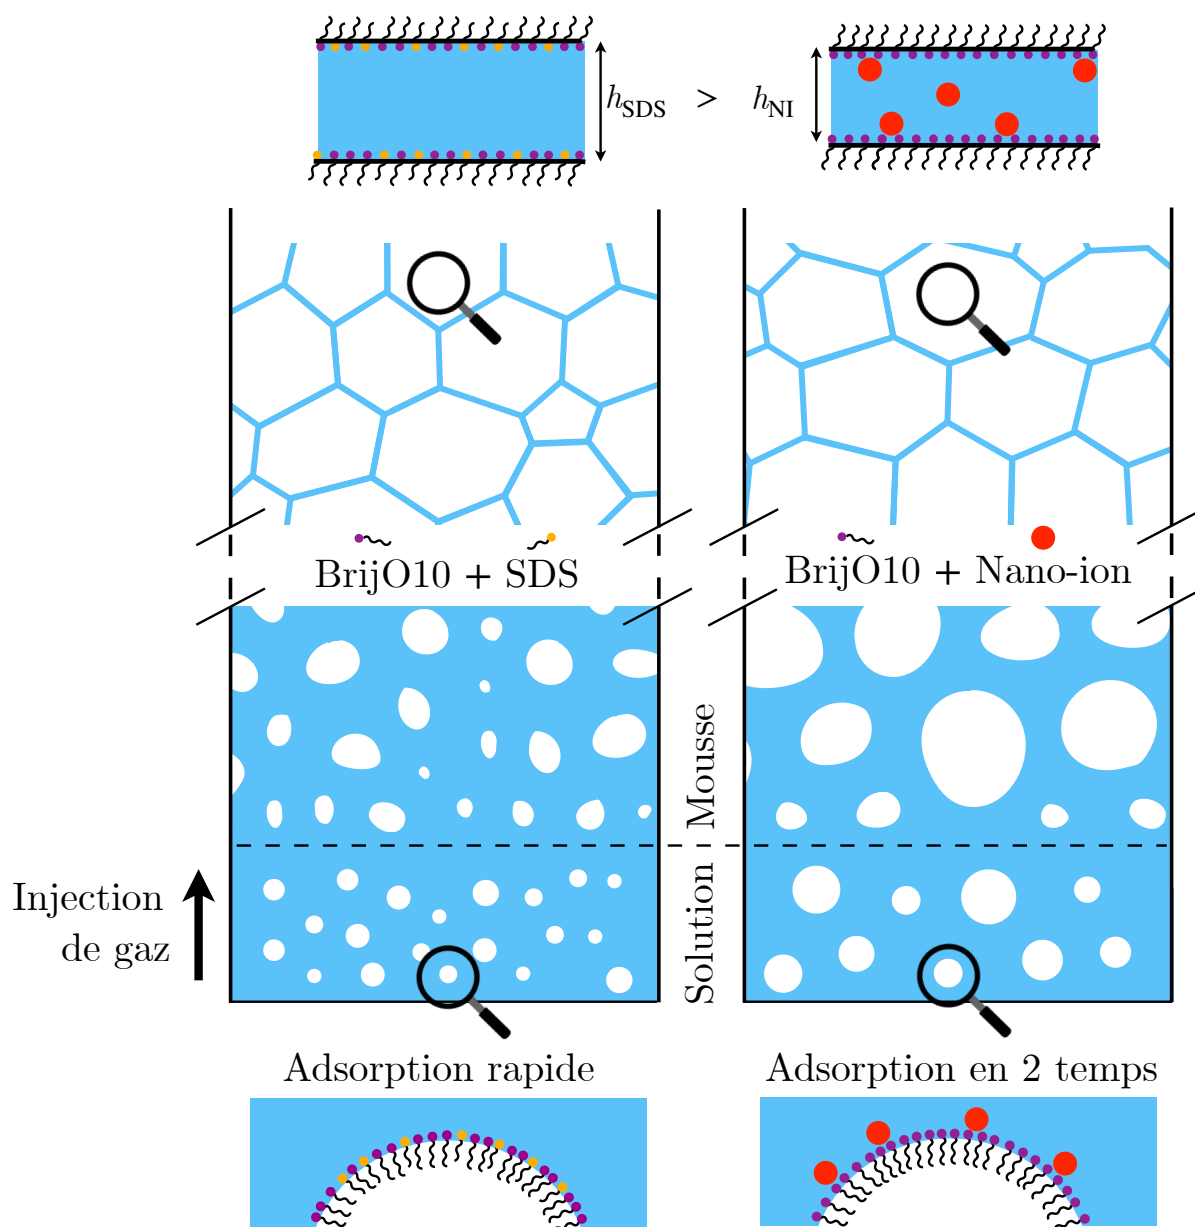 hSDS > hNI
BrijO10 + SDS
BrijO10 + Nano-ion
Mousse
Solution
Injection
de gaz
Adsorption rapide
Adsorption en 2 temps